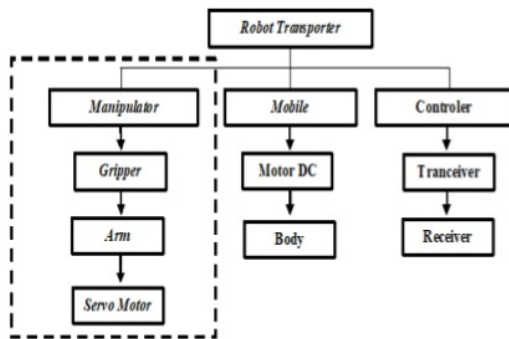 Robot Transporter
Manipulator
Mobile
Controler
Gripper
Motor DC
Tranceiver
Arm
Body
Receiver
Servo Motor